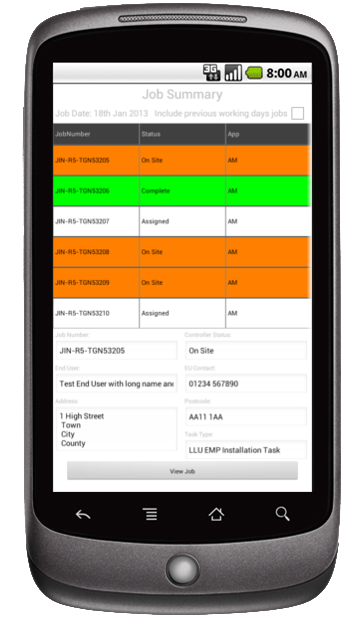 3G
8:00 AM
Job Summary
Job Date: 18th Jan 2013 Include previous working days jobs
JobNumber Status App
JIN-R5-TGN53205 On Site AM
JIN-R5-TGN53206 Complete AM
JIN-R5-TGN53207 Assigned AM
JIN-R5-TGN53208 On Site AM
JIN-R5-TGN53209 On Site AM
JIN-R5-TGN53210 Assigned AM
Job Number: Controller Status:
JIN-R5-TGN53205 On Site
End User: EU Contact:
Test End User with long name and 01234 567890
Address: Postcode:
1 High Street AA11 1AA
Town
City Task Type:
County LLU EMP Installation Task
View Job